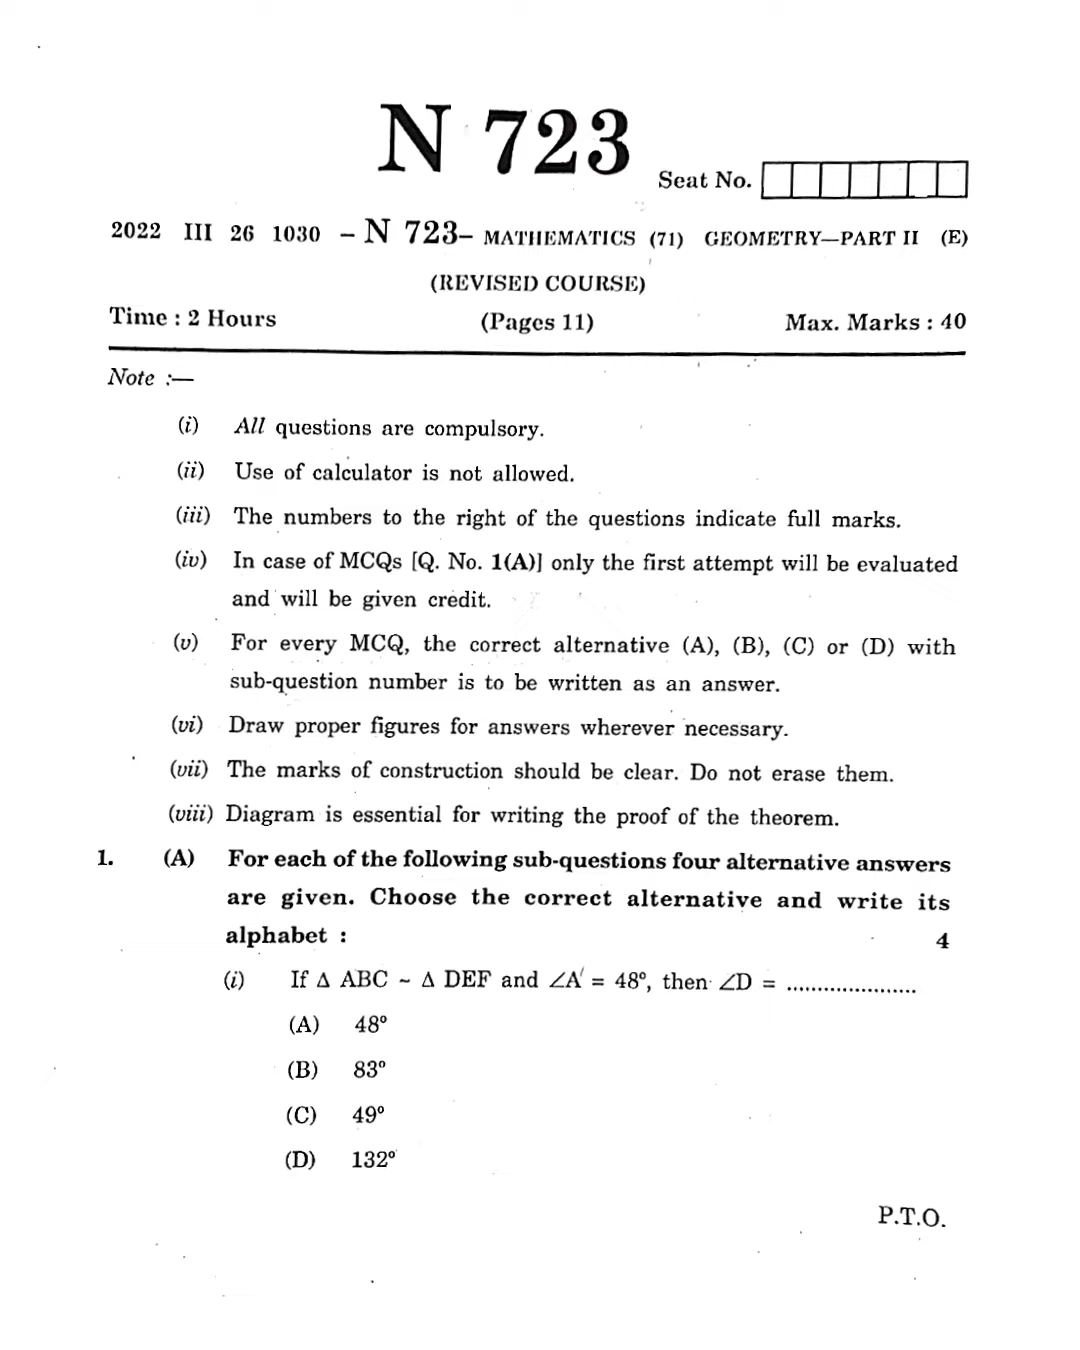 N 723
Seat No.
2022 III 26 1030 – N 723– MATHEMATICS (71) GEOMETRY—PART II (E)
(REVISED COURSE)
Time : 2 Hours (Pages 11) Max. Marks : 40
Note :—
(i) All questions are compulsory.
(ii) Use of calculator is not allowed.
(iii) The numbers to the right of the questions indicate full marks.
(iv) In case of MCQs [Q. No. 1(A)] only the first attempt will be evaluated
and will be given credit.
(v) For every MCQ, the correct alternative (A), (B), (C) or (D) with
sub-question number is to be written as an answer.
(vi) Draw proper figures for answers wherever necessary.
(vii) The marks of construction should be clear. Do not erase them.
(viii) Diagram is essential for writing the proof of the theorem.
1. (A) For each of the following sub-questions four alternative answers
are given. Choose the correct alternative and write its
alphabet : 4
(i) If Δ ABC ~ Δ DEF and ∠A = 48°, then ∠D = .....................
(A) 48°
(B) 83°
(C) 49°
(D) 132°
P.T.O.